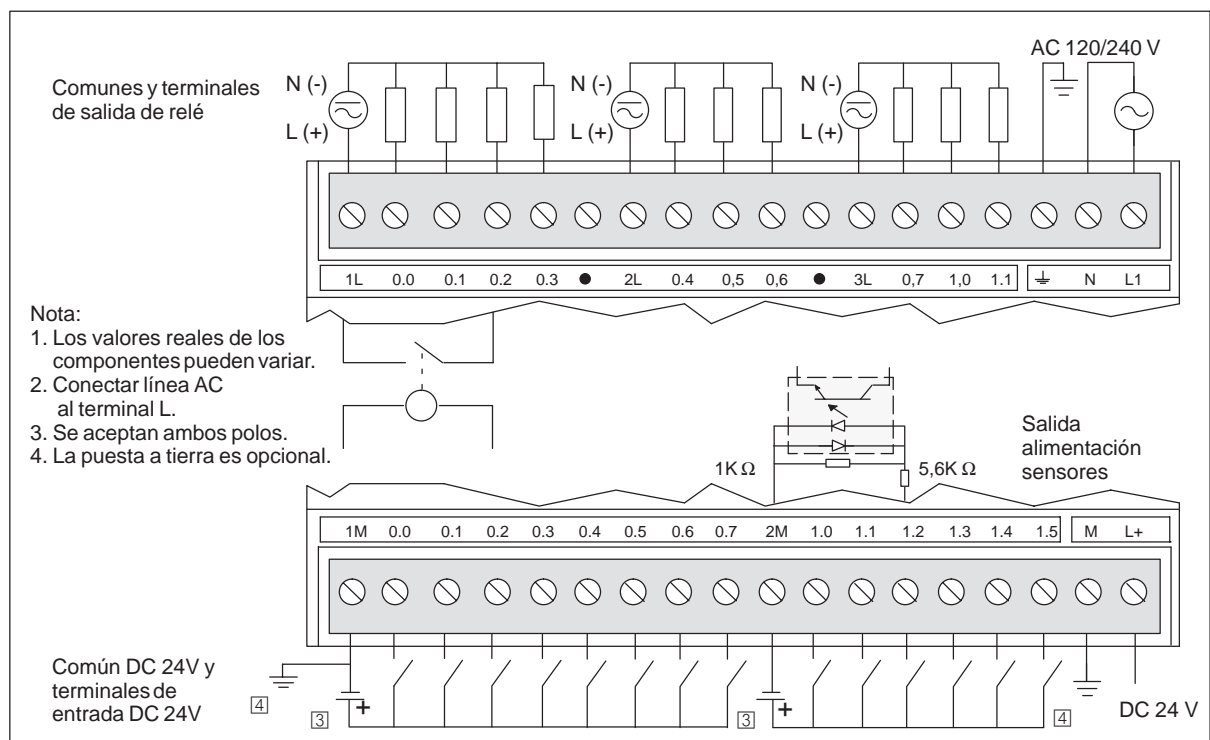 AC 120/240 V
Comunes y terminales
de salida de relé
N (-)
L (+)
N (-)
L (+)
N (-)
L (+)
1L 0.0 0.1 0.2 0.3 ● 2L 0.4 0,5 0,6 ● 3L 0,7 1,0 1.1 N L1
Nota:
1. Los valores reales de los
componentes pueden variar.
2. Conectar línea AC
al terminal L.
3. Se aceptan ambos polos.
4. La puesta a tierra es opcional.
1K Ω
5,6K Ω
Salida
alimentación
sensores
1M 0.0 0.1 0.2 0.3 0.4 0.5 0.6 0.7 2M 1.0 1.1 1.2 1.3 1.4 1.5 M L+
Común DC 24V y
terminales de
entrada DC 24V
4
3
+
3
+
4
DC 24 V